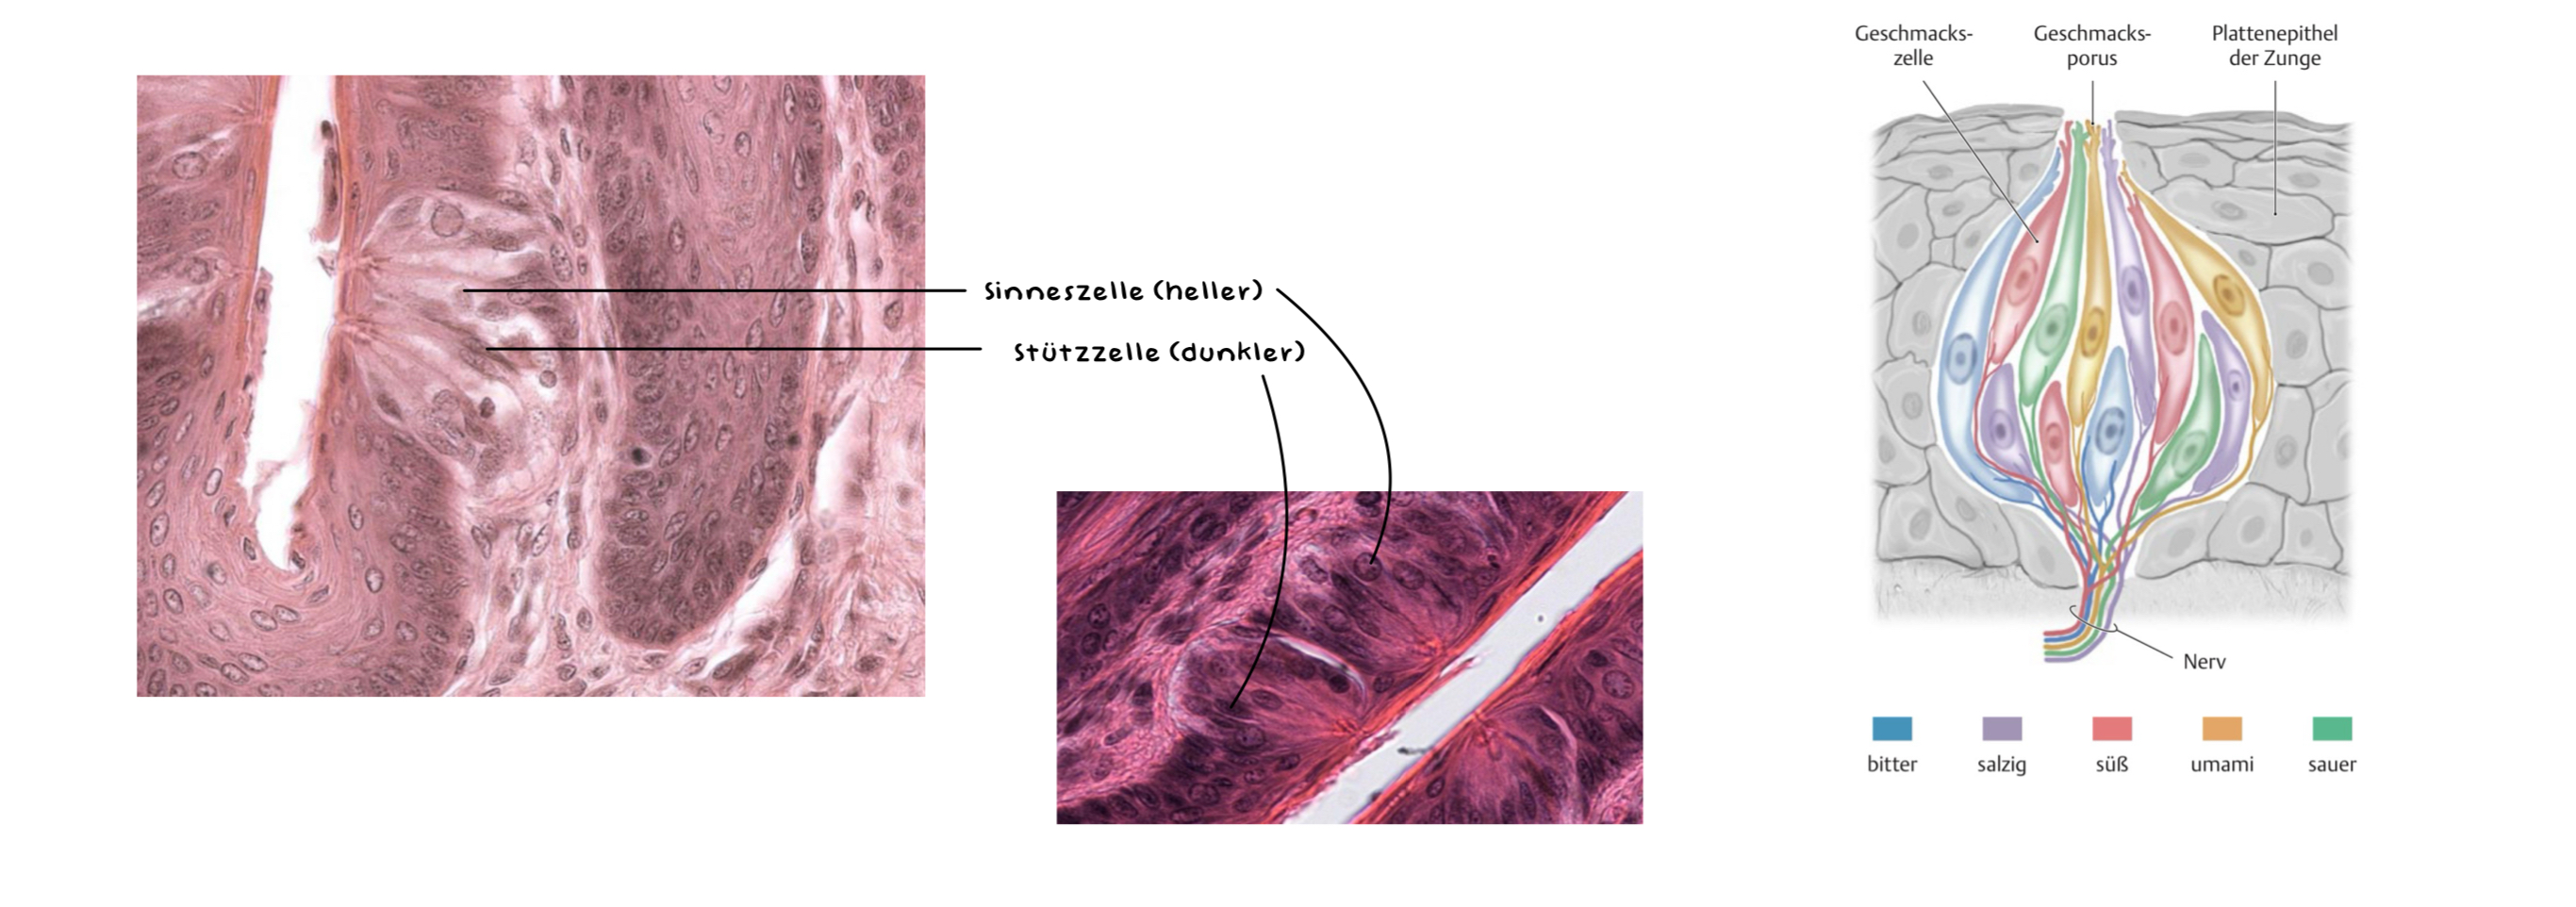 Geschmacks-
zelle
Geschmacks-
porus
Plattenepithel
der Zunge
Sinneszelle (heller)
Stützzelle (dunkler)
Nerv
bitter
salzig
süß
umami
sauer